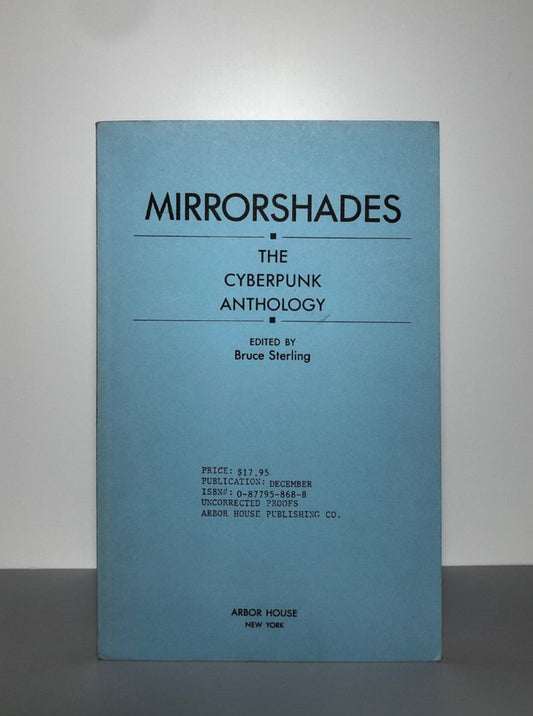 MIRRORSHADES
THE
CYBERPUNK
ANTHOLOGY
EDITED BY
Bruce Sterling
PRICE: $17.95
PUBLICATION: DECEMBER
ISBN#: 0-87795-868-8
UNCORRECTED PROOFS
ARBOR HOUSE PUBLISHING CO.
ARBOR HOUSE
NEW YORK